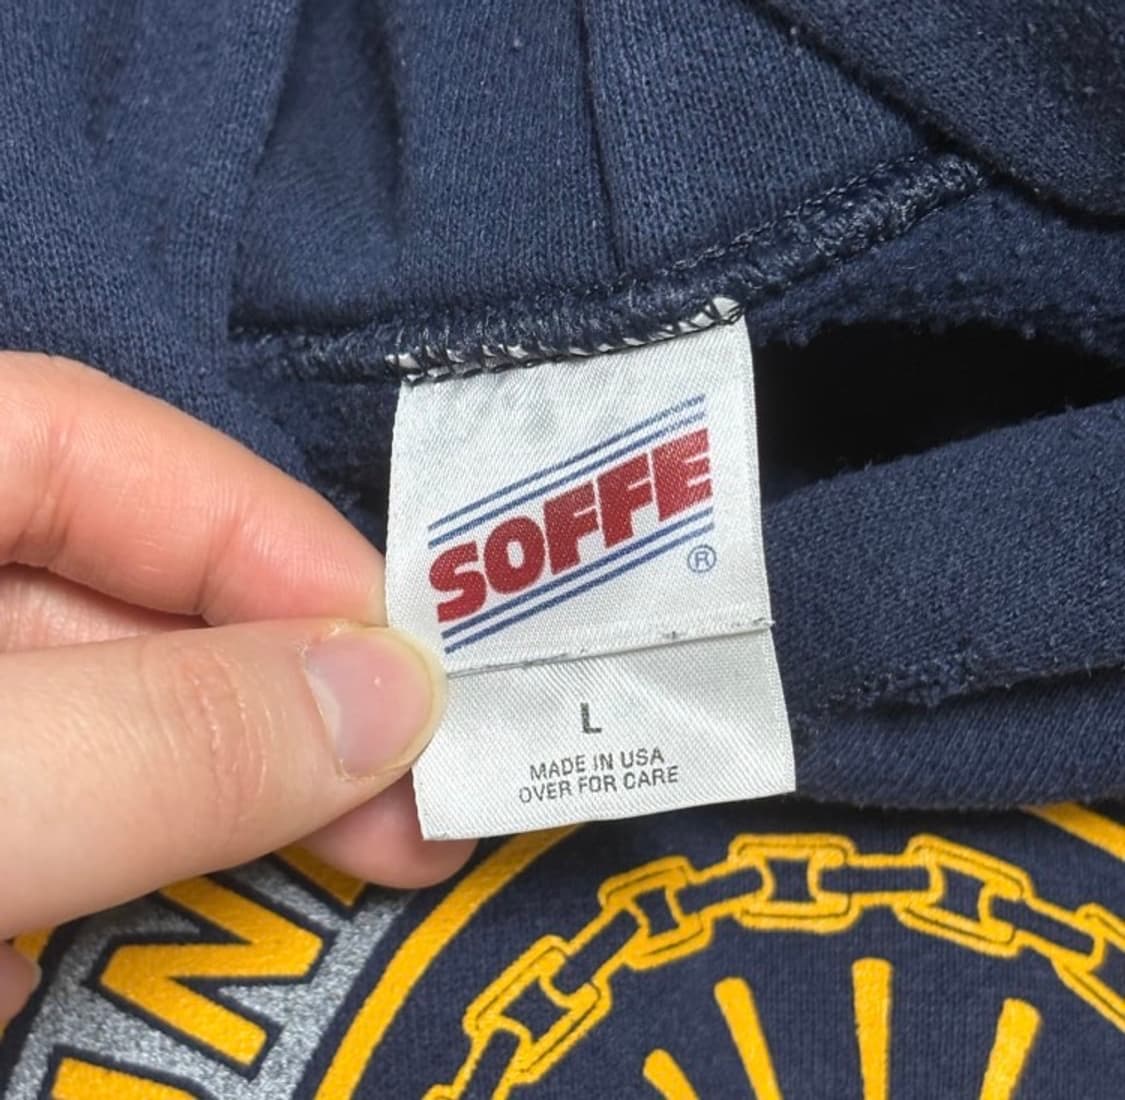 SOFFE
®
L
MADE IN USA
OVER FOR CARE